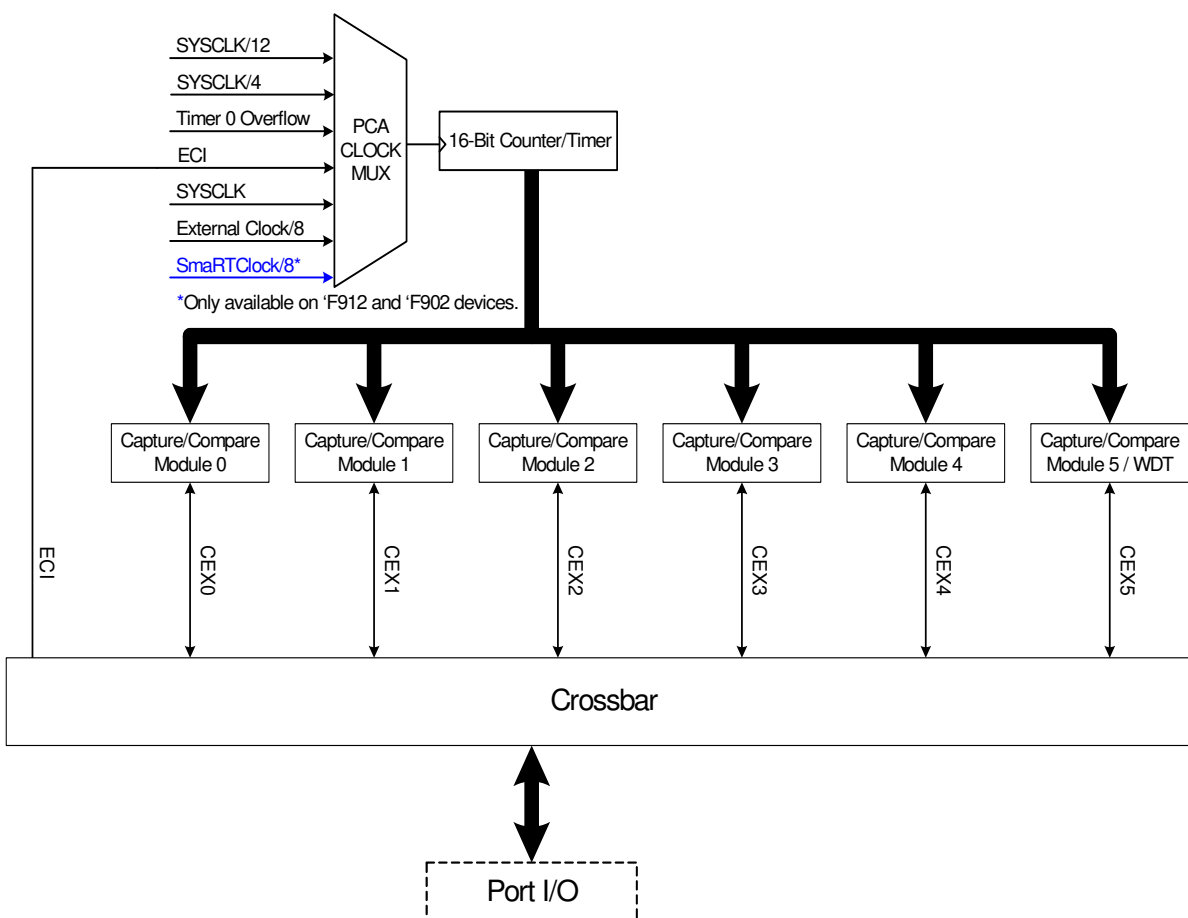 SYSCLK/12
SYSCLK/4
Timer 0 Overflow
ECI
SYSCLK
External Clock/8
SmaRTClock/8*
PCA
CLOCK
MUX
16-Bit Counter/Timer
*Only available on ‘F912 and ‘F902 devices.
Capture/Compare
Module 0
Capture/Compare
Module 1
Capture/Compare
Module 2
Capture/Compare
Module 3
Capture/Compare
Module 4
Capture/Compare
Module 5 / WDT
ECI
CEX0
CEX1
CEX2
CEX3
CEX4
CEX5
Crossbar
Port I/O